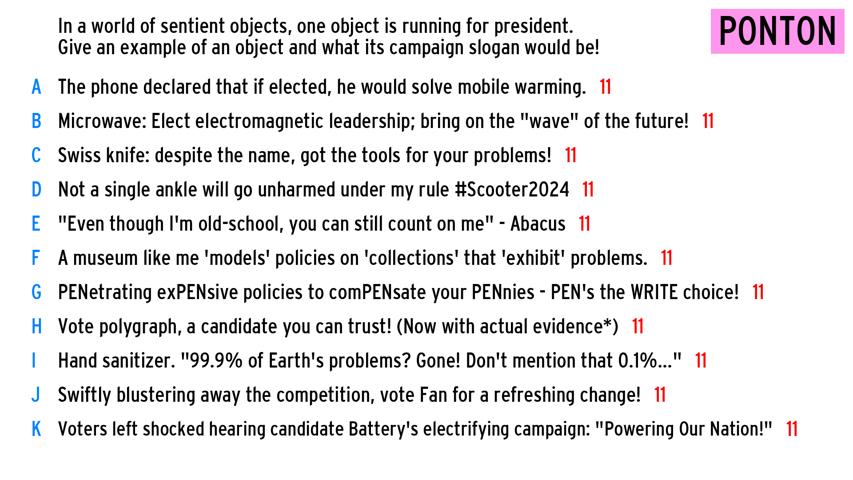 In a world of sentient objects, one object is running for president.
Give an example of an object and what its campaign slogan would be!
PONTON
A The phone declared that if elected, he would solve mobile warming. 11
B Microwave: Elect electromagnetic leadership; bring on the "wave" of the future! 11
C Swiss knife: despite the name, got the tools for your problems! 11
D Not a single ankle will go unharmed under my rule #Scooter2024 11
E "Even though I'm old-school, you can still count on me" - Abacus 11
F A museum like me 'models' policies on 'collections' that 'exhibit' problems. 11
G PENetrating exPENsive policies to comPENsate your PENnies - PEN's the WRITE choice! 11
H Vote polygraph, a candidate you can trust! (Now with actual evidence*) 11
I Hand sanitizer. "99.9% of Earth's problems? Gone! Don't mention that 0.1%..." 11
J Swiftly blustering away the competition, vote Fan for a refreshing change! 11
K Voters left shocked hearing candidate Battery's electrifying campaign: "Powering Our Nation!" 11